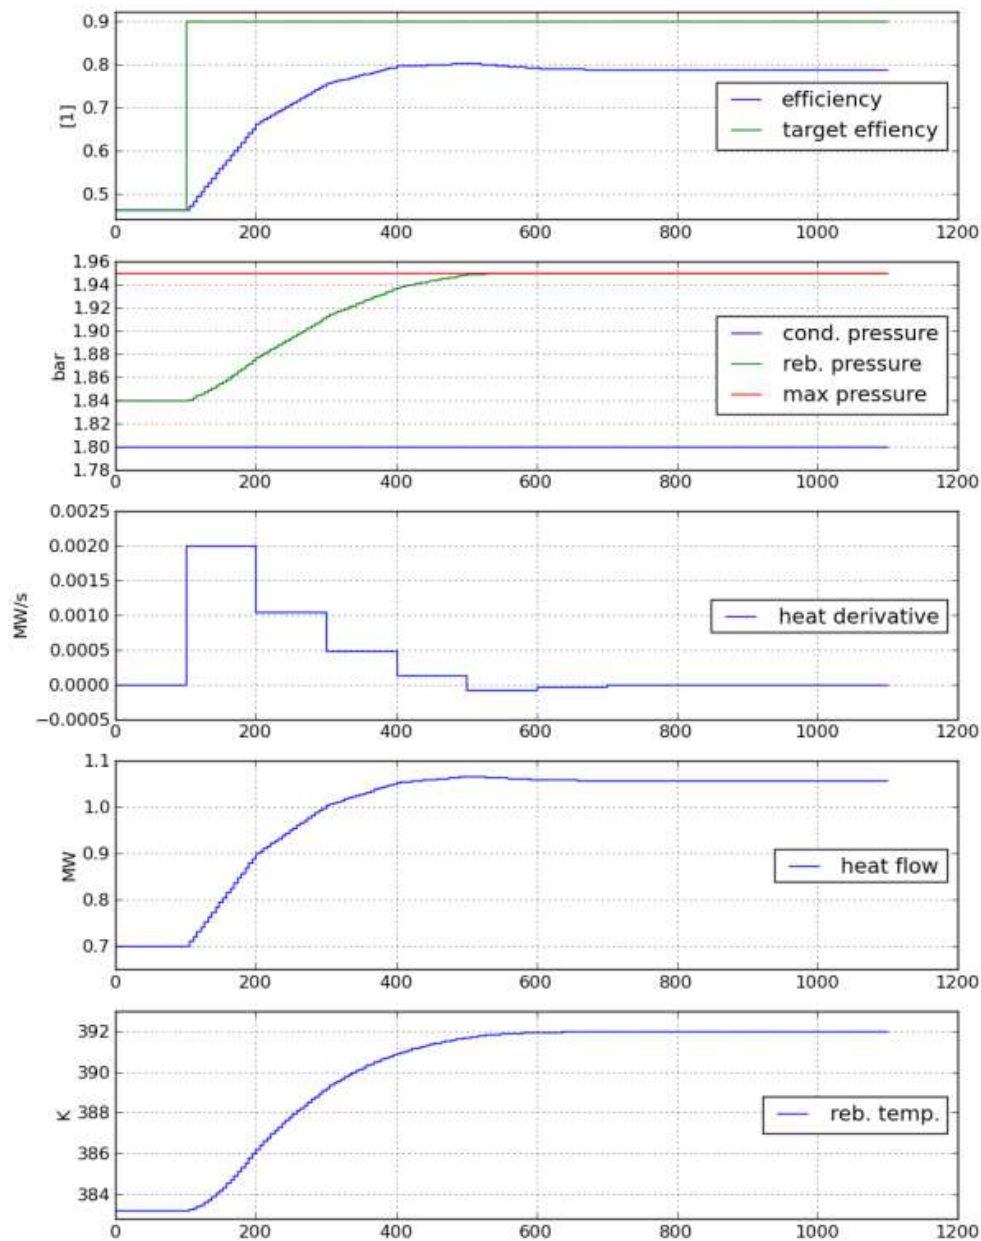 0.9
0.8
0.7
0.6
0.5
[1]
efficiency
target effiency
0 200 400 600 800 1000 1200
1.96
1.94
1.92
1.90
1.88
1.86
1.84
1.82
1.80
1.78
bar
cond. pressure
reb. pressure
max pressure
0 200 400 600 800 1000 1200
0.0025
0.0020
0.0015
0.0010
0.0005
0.0000
−0.0005
MW/s
heat derivative
0 200 400 600 800 1000 1200
1.1
1.0
0.9
0.8
0.7
MW
heat flow
0 200 400 600 800 1000 1200
392
390
388
386
384
K
reb. temp.
0 200 400 600 800 1000 1200